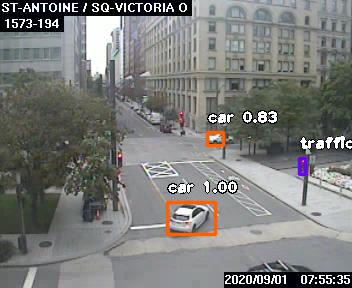 ST-ANTOINE / SQ-VICTORIA O
1573-194
car 0.83
traffic
car 1.00
2020/09/01 07:55:35